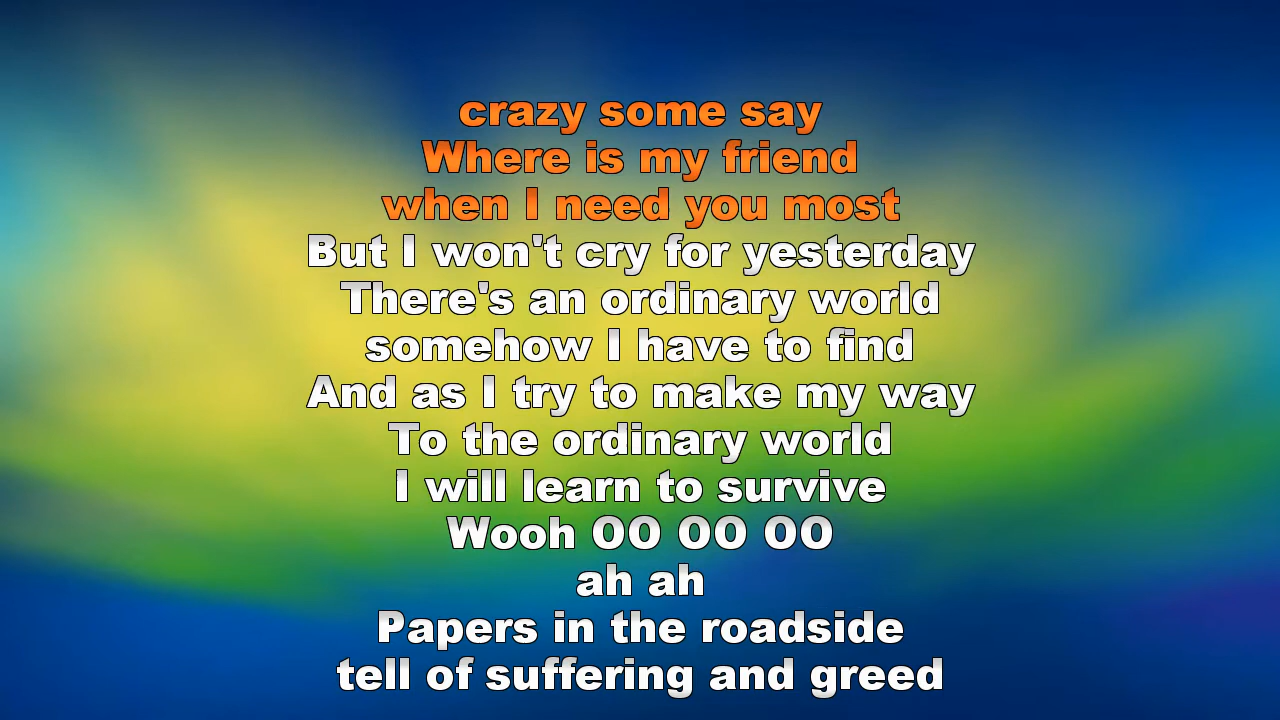 crazy some say
Where is my friend
when I need you most
But I won't cry for yesterday
There's an ordinary world
somehow I have to find
And as I try to make my way
To the ordinary world
I will learn to survive
Wooh OO OO OO
ah ah
Papers in the roadside
tell of suffering and greed